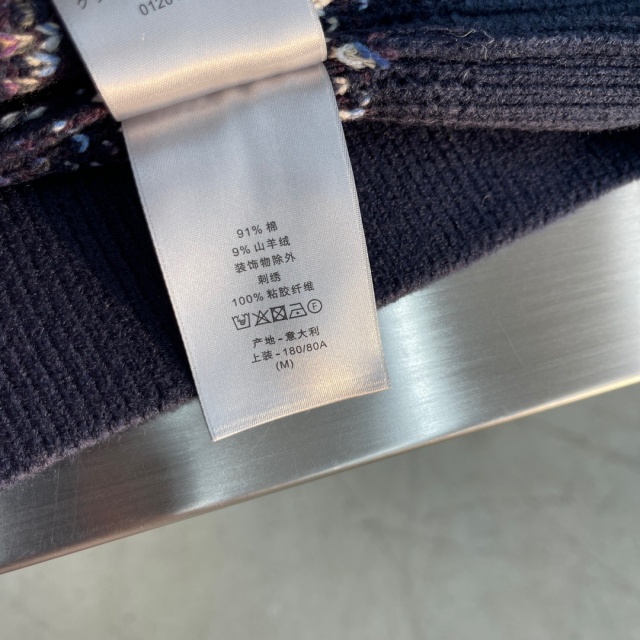 0120
91% 棉
9% 山羊绒
装饰物除外
刺绣
100% 粘胶纤维
产地 - 意大利
上装 - 180/80A
(M)